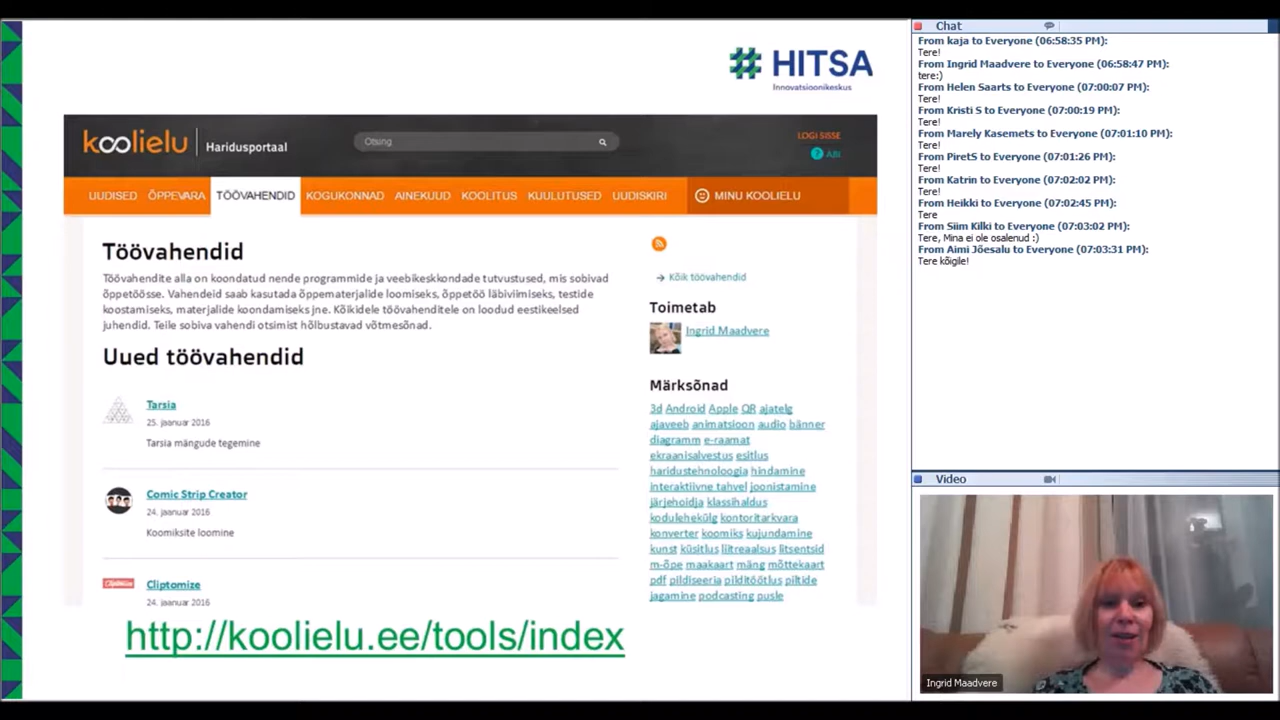 HITSA
Innovatsioonikeskus
koolielu
Haridusportaal
Otsing
LOGI SISSE
? ABI
UUDISED ÕPPEVARA TÖÖVAHENDID KOGUKONNAD AINEKUUD KOOLITUS KUULUTUSED UUDISKIRI MINU KOOLIELU
Töövahendid
Töövahendite alla on koondatud nende programmide ja veebikeskkondade tutvustused, mis sobivad
õppetöösse. Vahendeid saab kasutada õppematerjalide loomiseks, õppetöö läbiviimiseks, testide
koostamiseks, materjalide koondamiseks jne. Kõikidele töövahenditele on loodud eestikeelsed
juhendid. Teile sobiva vahendi otsimist hõlbustavad võtmesõnad.
Uued töövahendid
Tarsia
25. jaanuar 2016
Tarsia mängude tegemine
Comic Strip Creator
24. jaanuar 2016
Koomiksite loomine
Cliptomize
Cliptomize
24. jaanuar 2016
→ Kõik töövahendid
Toimetab
Ingrid Maadvere
Märksõnad
3d Android Apple QR ajatelg
ajaveeb animatsioon audio bänner
diagramm e-raamat
ekraanisalvestus esitlus
haridustehnoloogia hindamine
interaktiivne tahvel joonistamine
järjehoidja klassihaldus
kodulehekülg kontoritarkvara
konverter koomiks kujundamine
kunst küsitlus liitreaalsus litsentsid
m-õpe maakaart mäng mõttekaart
pdf pildiseeria pilditöötlus piltide
jagamine podcasting pusle
http://koolielu.ee/tools/index
Chat
From kaja to Everyone (06:58:35 PM):
Tere!
From Ingrid Maadvere to Everyone (06:58:47 PM):
tere:)
From Helen Saarts to Everyone (07:00:07 PM):
Tere!
From Kristi S to Everyone (07:00:19 PM):
Tere!
From Marely Kasemets to Everyone (07:01:10 PM):
Tere!
From PiretS to Everyone (07:01:26 PM):
Tere!
From Katrin to Everyone (07:02:02 PM):
Tere!
From Heikki to Everyone (07:02:45 PM):
Tere
From Siim Kilki to Everyone (07:03:02 PM):
Tere, Mina ei ole osalenud :)
From Aimi Jõesalu to Everyone (07:03:31 PM):
Tere kõigile!
Video
Ingrid Maadvere